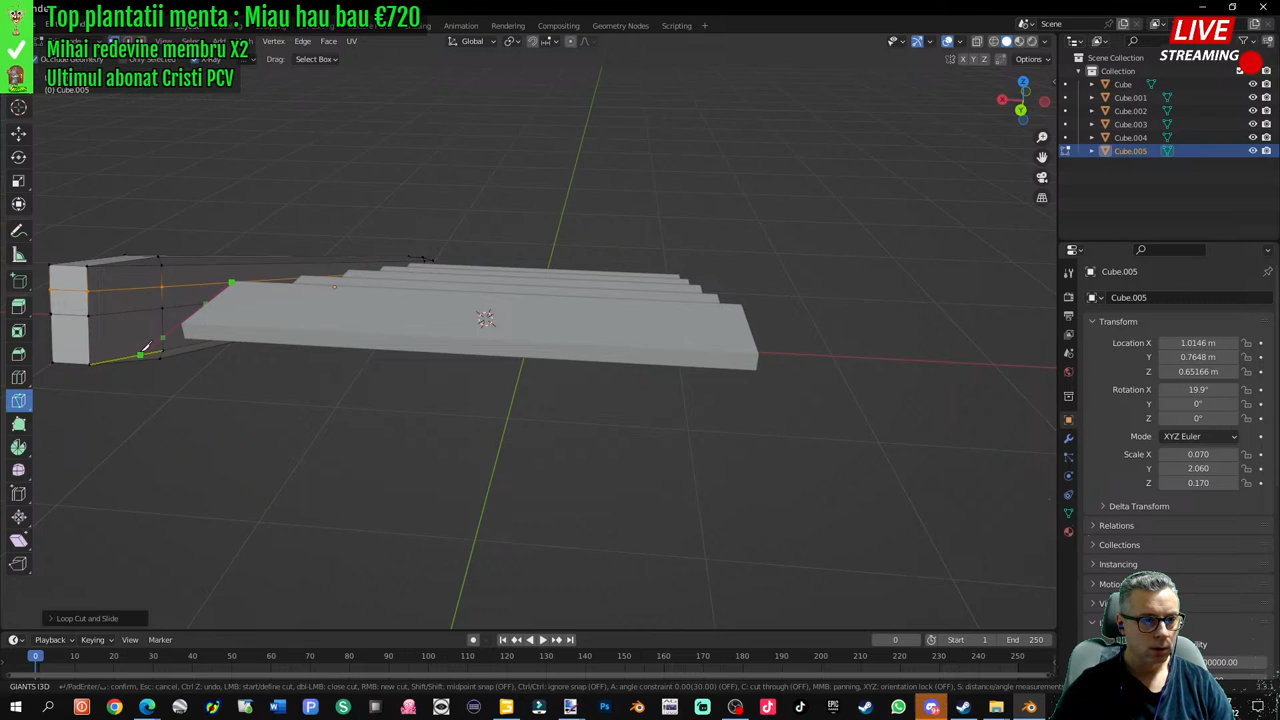 Top plantatii menta : Miau hau bau €720
Mihai redevine membru X2
Ultimul abonat Cristi PCV
LIVE
STREAMING
Animation Rendering Compositing Geometry Nodes Scripting
Scene
Edge Face UV
Global
Drag: Select Box
Options
(0) Cube.005
Scene Collection
Collection
Cube
Cube.001
Cube.002
Cube.003
Cube.004
Cube.005
Cube.005
Cube.005
Transform
Location X 1.0146 m
Y 0.7648 m
Z 0.65166 m
Rotation X 19.9°
Y 0°
Z 0°
Mode XYZ Euler
Scale X 0.070
Y 2.060
Z 0.170
Delta Transform
Relations
Collections
Instancing
Loop Cut and Slide
Playback Keying View Marker
0 Start 1 End 250
0 10 20 30 40 50 60 70 80 90 100 110 120 130 140 150 160 170 180 190 200 210 220 230 240 250
GIANTS I3D